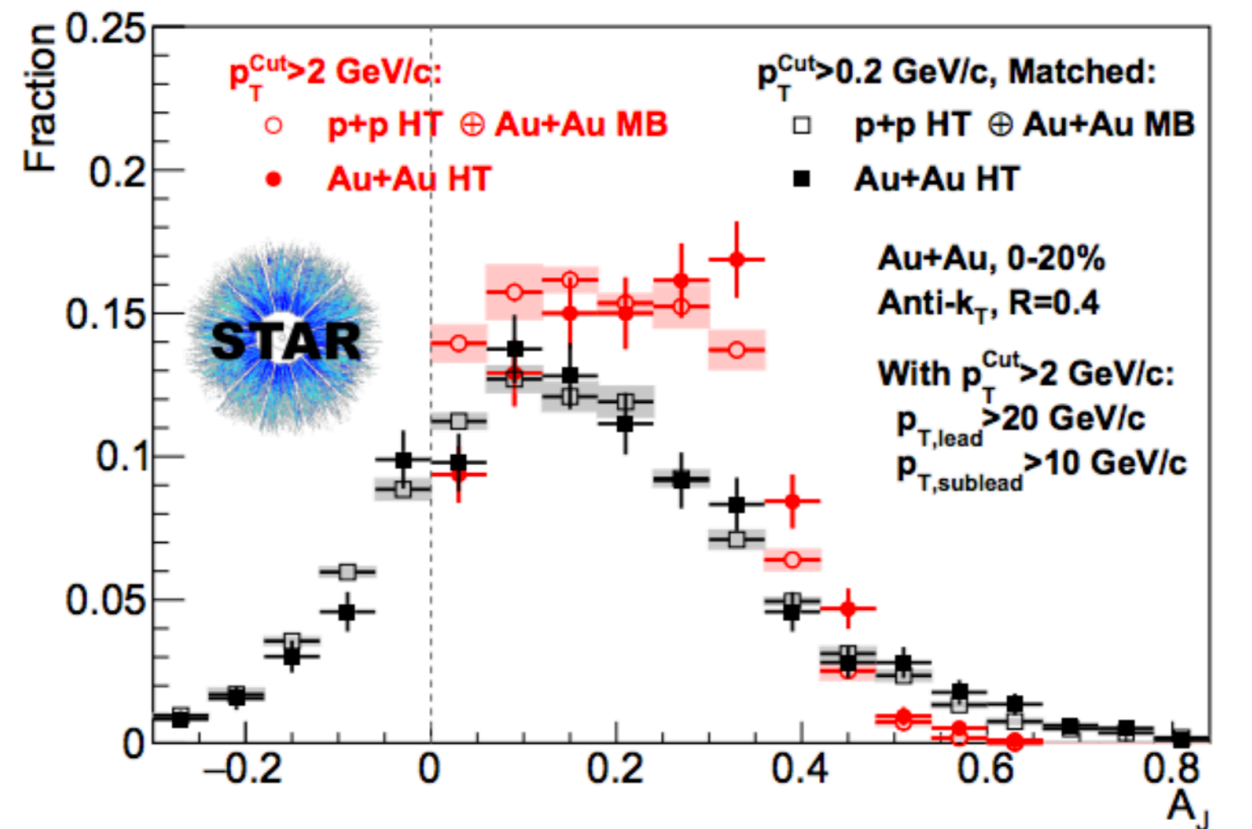 Fraction
0.25
0.2
0.15
0.1
0.05
0
p_T^Cut>2 GeV/c:
p+p HT ⊕ Au+Au MB
Au+Au HT
p_T^Cut>0.2 GeV/c, Matched:
p+p HT ⊕ Au+Au MB
Au+Au HT
STAR
Au+Au, 0-20%
Anti-k_T, R=0.4
With p_T^Cut>2 GeV/c:
p_T,lead>20 GeV/c
p_T,sublead>10 GeV/c
−0.2 0 0.2 0.4 0.6 0.8
A_J